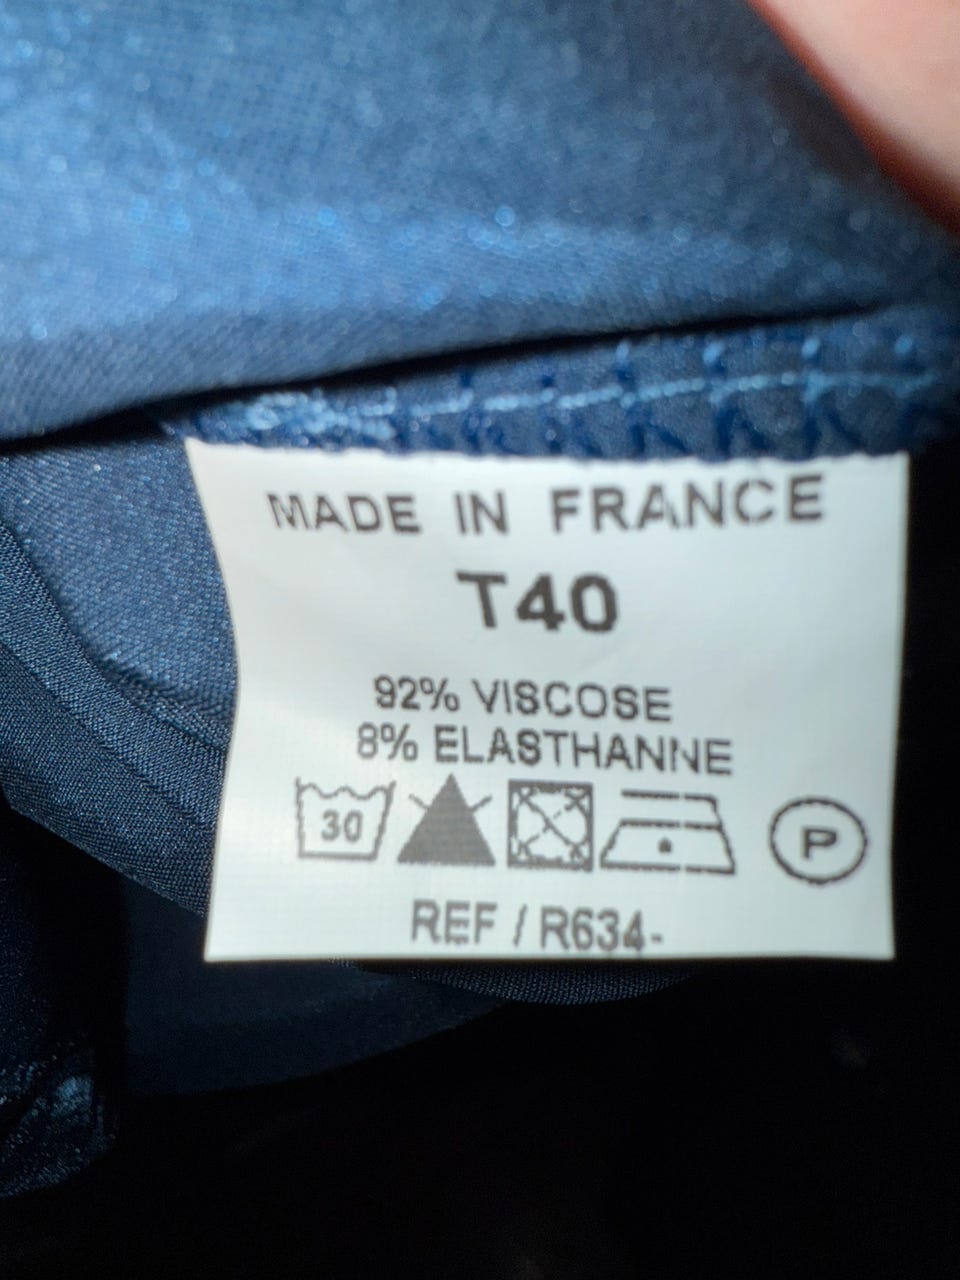 MADE IN FRANCE
T40
92% VISCOSE
8% ELASTHANNE
30 P
REF / R634-